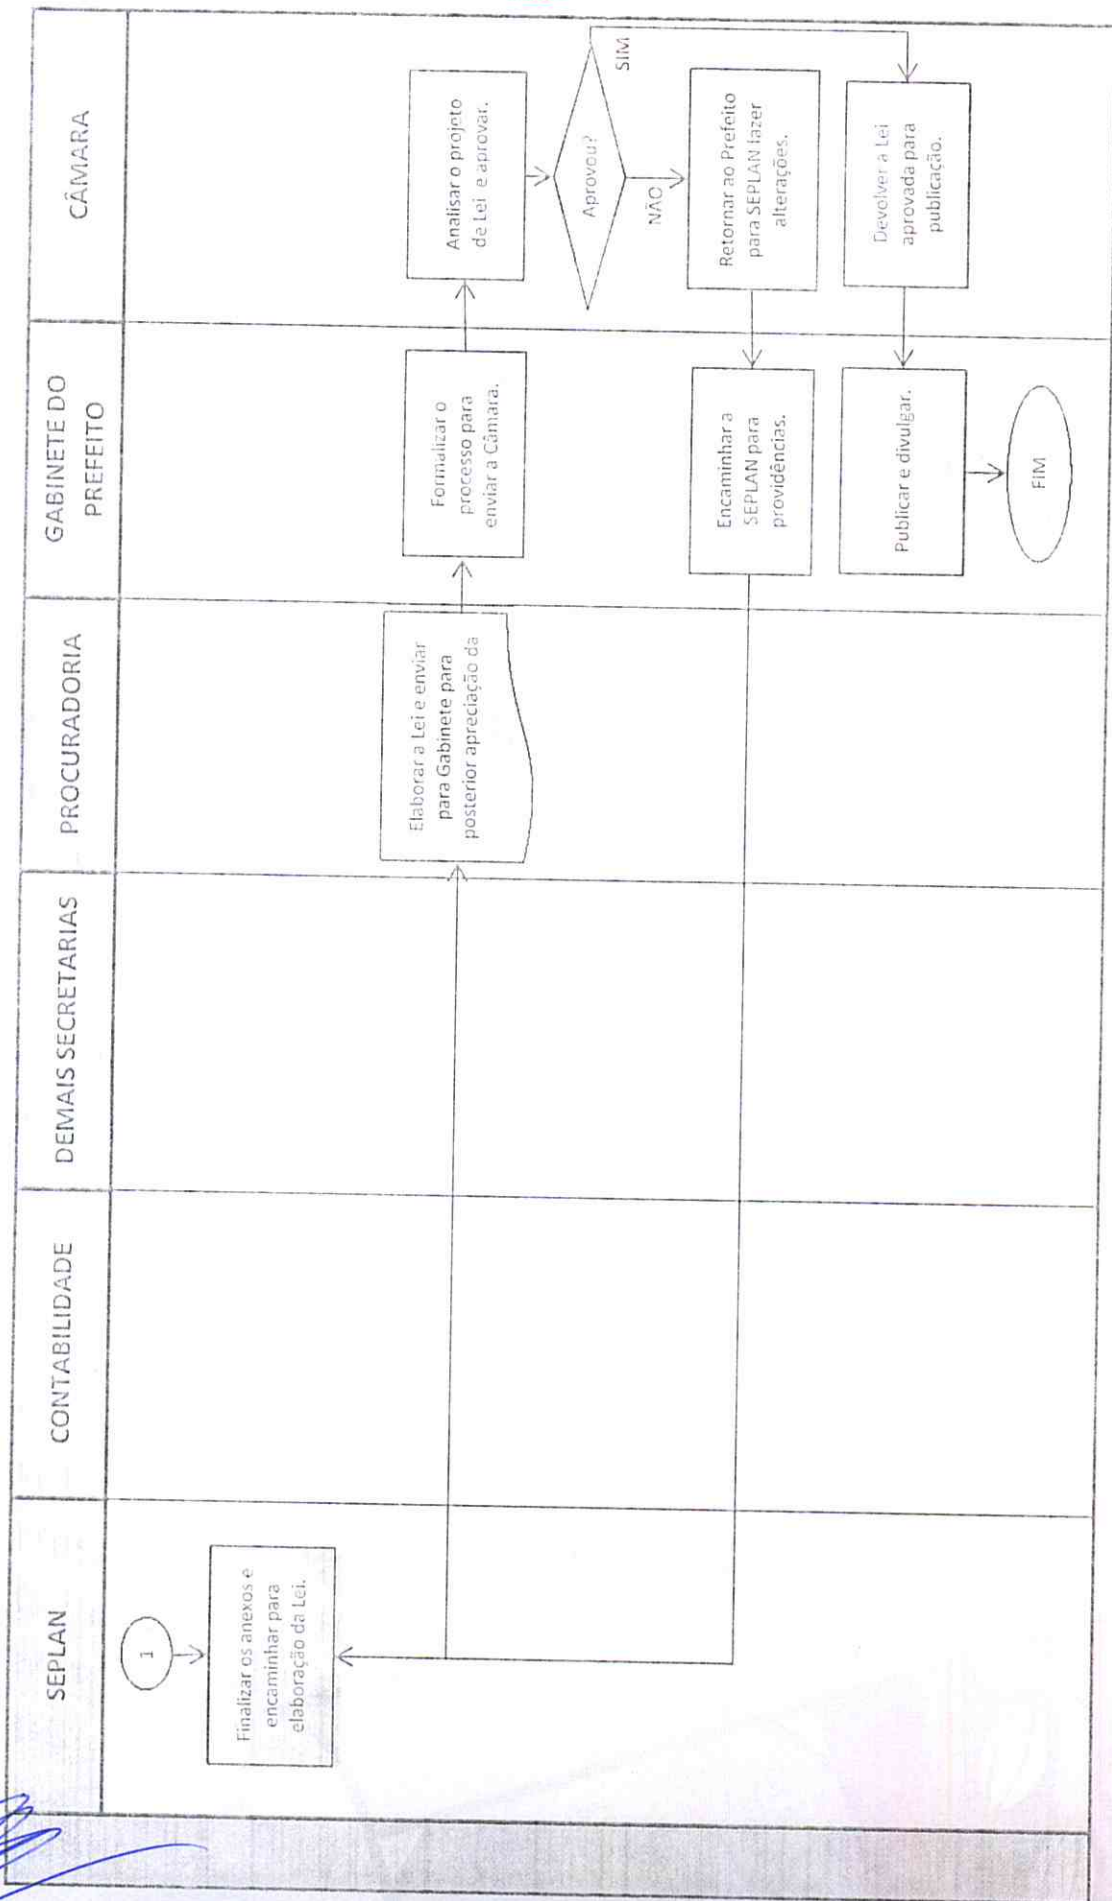 SEPLAN
CONTABILIDADE
DEMAIS SECRETARIAS
PROCURADORIA
GABINETE DO
PREFEITO
CÂMARA
1
Finalizar os anexos e
encaminhar para
elaboração da Lei.
Elaborar a Lei e enviar
para Gabinete para
posterior apreciação da
Formalizar o
processo para
enviar a Câmara.
Analisar o projeto
de Lei e aprovar.
Aprovou?
SIM
NÃO
Retornar ao Prefeito
para SEPLAN fazer
alterações.
Encaminhar a
SEPLAN para
providências.
Devolver a Lei
aprovada para
publicação.
Publicar e divulgar.
FIM